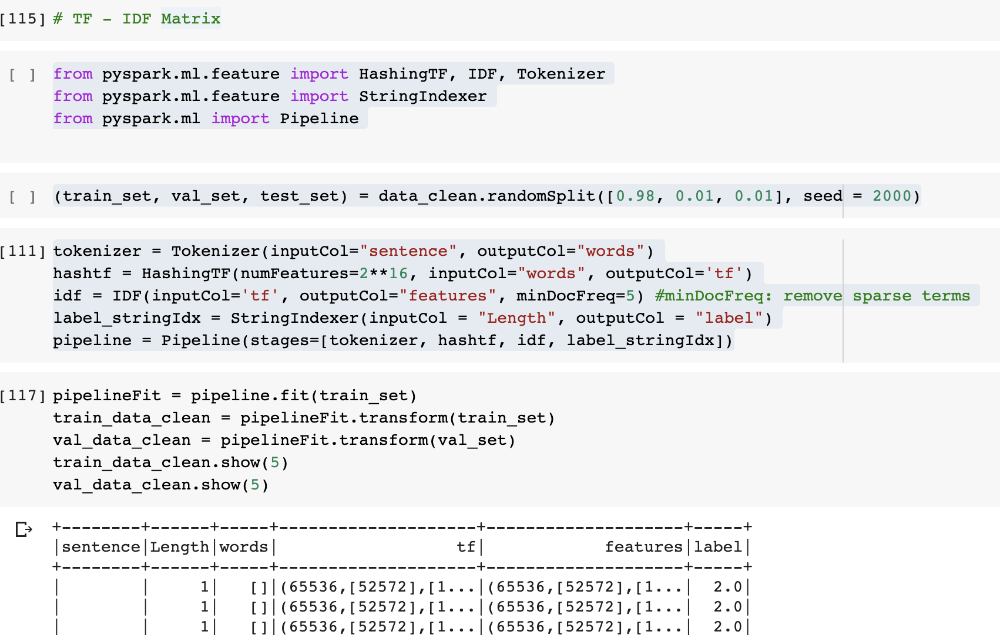 [115] # TF - IDF Matrix
[ ] from pyspark.ml.feature import HashingTF, IDF, Tokenizer
from pyspark.ml.feature import StringIndexer
from pyspark.ml import Pipeline
[ ] (train_set, val_set, test_set) = data_clean.randomSplit([0.98, 0.01, 0.01], seed = 2000)
[111] tokenizer = Tokenizer(inputCol="sentence", outputCol="words")
hashtf = HashingTF(numFeatures=2**16, inputCol="words", outputCol='tf')
idf = IDF(inputCol='tf', outputCol="features", minDocFreq=5) #minDocFreq: remove sparse terms
label_stringIdx = StringIndexer(inputCol = "Length", outputCol = "label")
pipeline = Pipeline(stages=[tokenizer, hashtf, idf, label_stringIdx])
[117] pipelineFit = pipeline.fit(train_set)
train_data_clean = pipelineFit.transform(train_set)
val_data_clean = pipelineFit.transform(val_set)
train_data_clean.show(5)
val_data_clean.show(5)
+--------+------+-----+--------------------+--------------------+-----+
|sentence|Length|words|                  tf|            features|label|
+--------+------+-----+--------------------+--------------------+-----+
|        |     1|   []|(65536,[52572],[1...|(65536,[52572],[1...|  2.0|
|        |     1|   []|(65536,[52572],[1...|(65536,[52572],[1...|  2.0|
|        |     1|   []|(65536,[52572],[1...|(65536,[52572],[1...|  2.0|